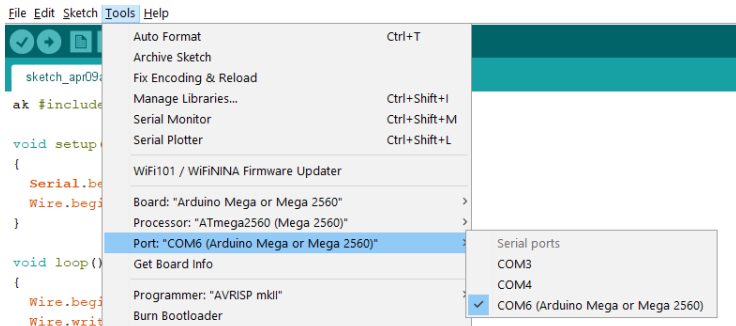 File Edit Sketch Tools Help
Auto Format Ctrl+T
Archive Sketch
Fix Encoding & Reload
Manage Libraries... Ctrl+Shift+I
Serial Monitor Ctrl+Shift+M
Serial Plotter Ctrl+Shift+L
WiFi101 / WiFiNINA Firmware Updater
Board: "Arduino Mega or Mega 2560"
Processor: "ATmega2560 (Mega 2560)"
Port: "COM6 (Arduino Mega or Mega 2560)"
Get Board Info
Programmer: "AVRISP mkII"
Burn Bootloader
Serial ports
COM3
COM4
COM6 (Arduino Mega or Mega 2560)
sketch_apr09a
ak #include
void setup(
{
Serial.be
Wire.begi
}
void loop()
{
Wire.begi
Wire.writ